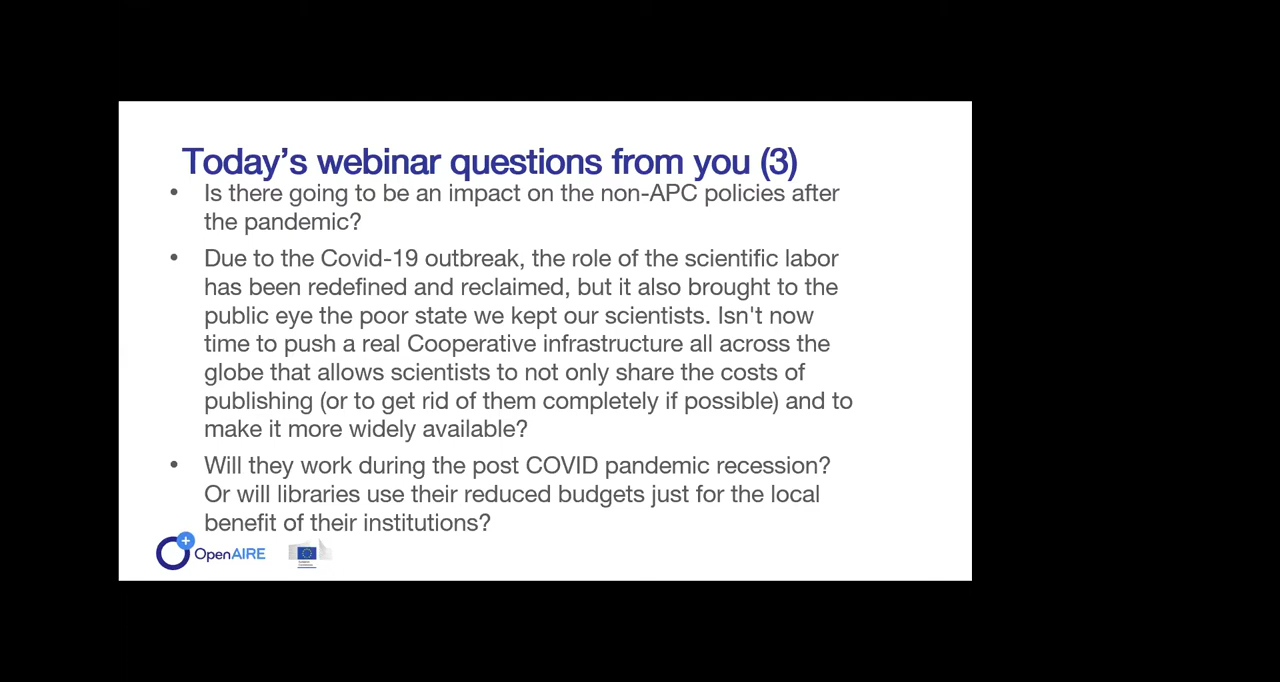 Today's webinar questions from you (3)
• Is there going to be an impact on the non-APC policies after
the pandemic?
• Due to the Covid-19 outbreak, the role of the scientific labor
has been redefined and reclaimed, but it also brought to the
public eye the poor state we kept our scientists. Isn't now
time to push a real Cooperative infrastructure all across the
globe that allows scientists to not only share the costs of
publishing (or to get rid of them completely if possible) and to
make it more widely available?
• Will they work during the post COVID pandemic recession?
Or will libraries use their reduced budgets just for the local
benefit of their institutions?
OpenAIRE